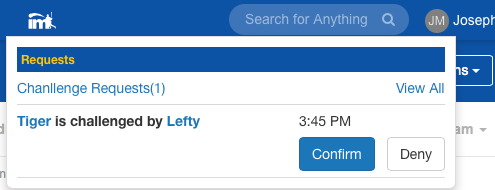 im
Search for Anything
JM Joseph
Requests
Chanllenge Requests(1) View All
Tiger is challenged by Lefty 3:45 PM
Confirm Deny